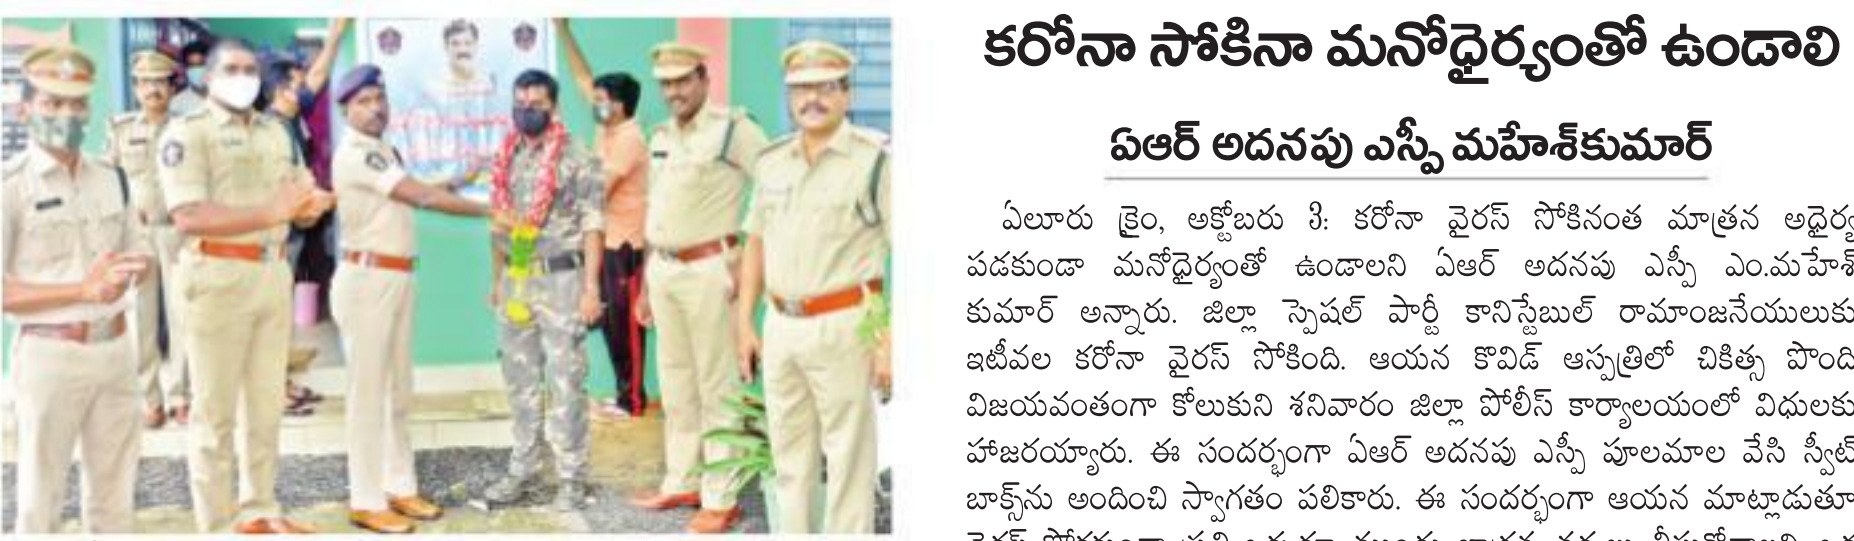 కరోనా సోకినా మనోధైర్యంతో ఉండాలి
ఏఆర్ అదనపు ఎస్పీ మహేశ్‌కుమార్
ఏలూరు క్రైం, అక్టోబరు 3: కరోనా వైరస్ సోకినంత మాత్రన అధైర్య
పడకుండా మనోధైర్యంతో ఉండాలని ఏఆర్ అదనపు ఎస్పీ ఎం.మహేశ్
కుమార్ అన్నారు. జిల్లా స్పెషల్ పార్టీ కానిస్టేబుల్ రామాంజనేయులుకు
ఇటీవల కరోనా వైరస్ సోకింది. ఆయన కొవిడ్ ఆస్పత్రిలో చికిత్స పొంది
విజయవంతంగా కోలుకుని శనివారం జిల్లా పోలీస్ కార్యాలయంలో విధులకు
హాజరయ్యారు. ఈ సందర్భంగా ఏఆర్ అదనపు ఎస్పీ పూలమాల వేసి స్వీట్
బాక్స్‌ను అందించి స్వాగతం పలికారు. ఈ సందర్భంగా ఆయన మాట్లాడుతూ